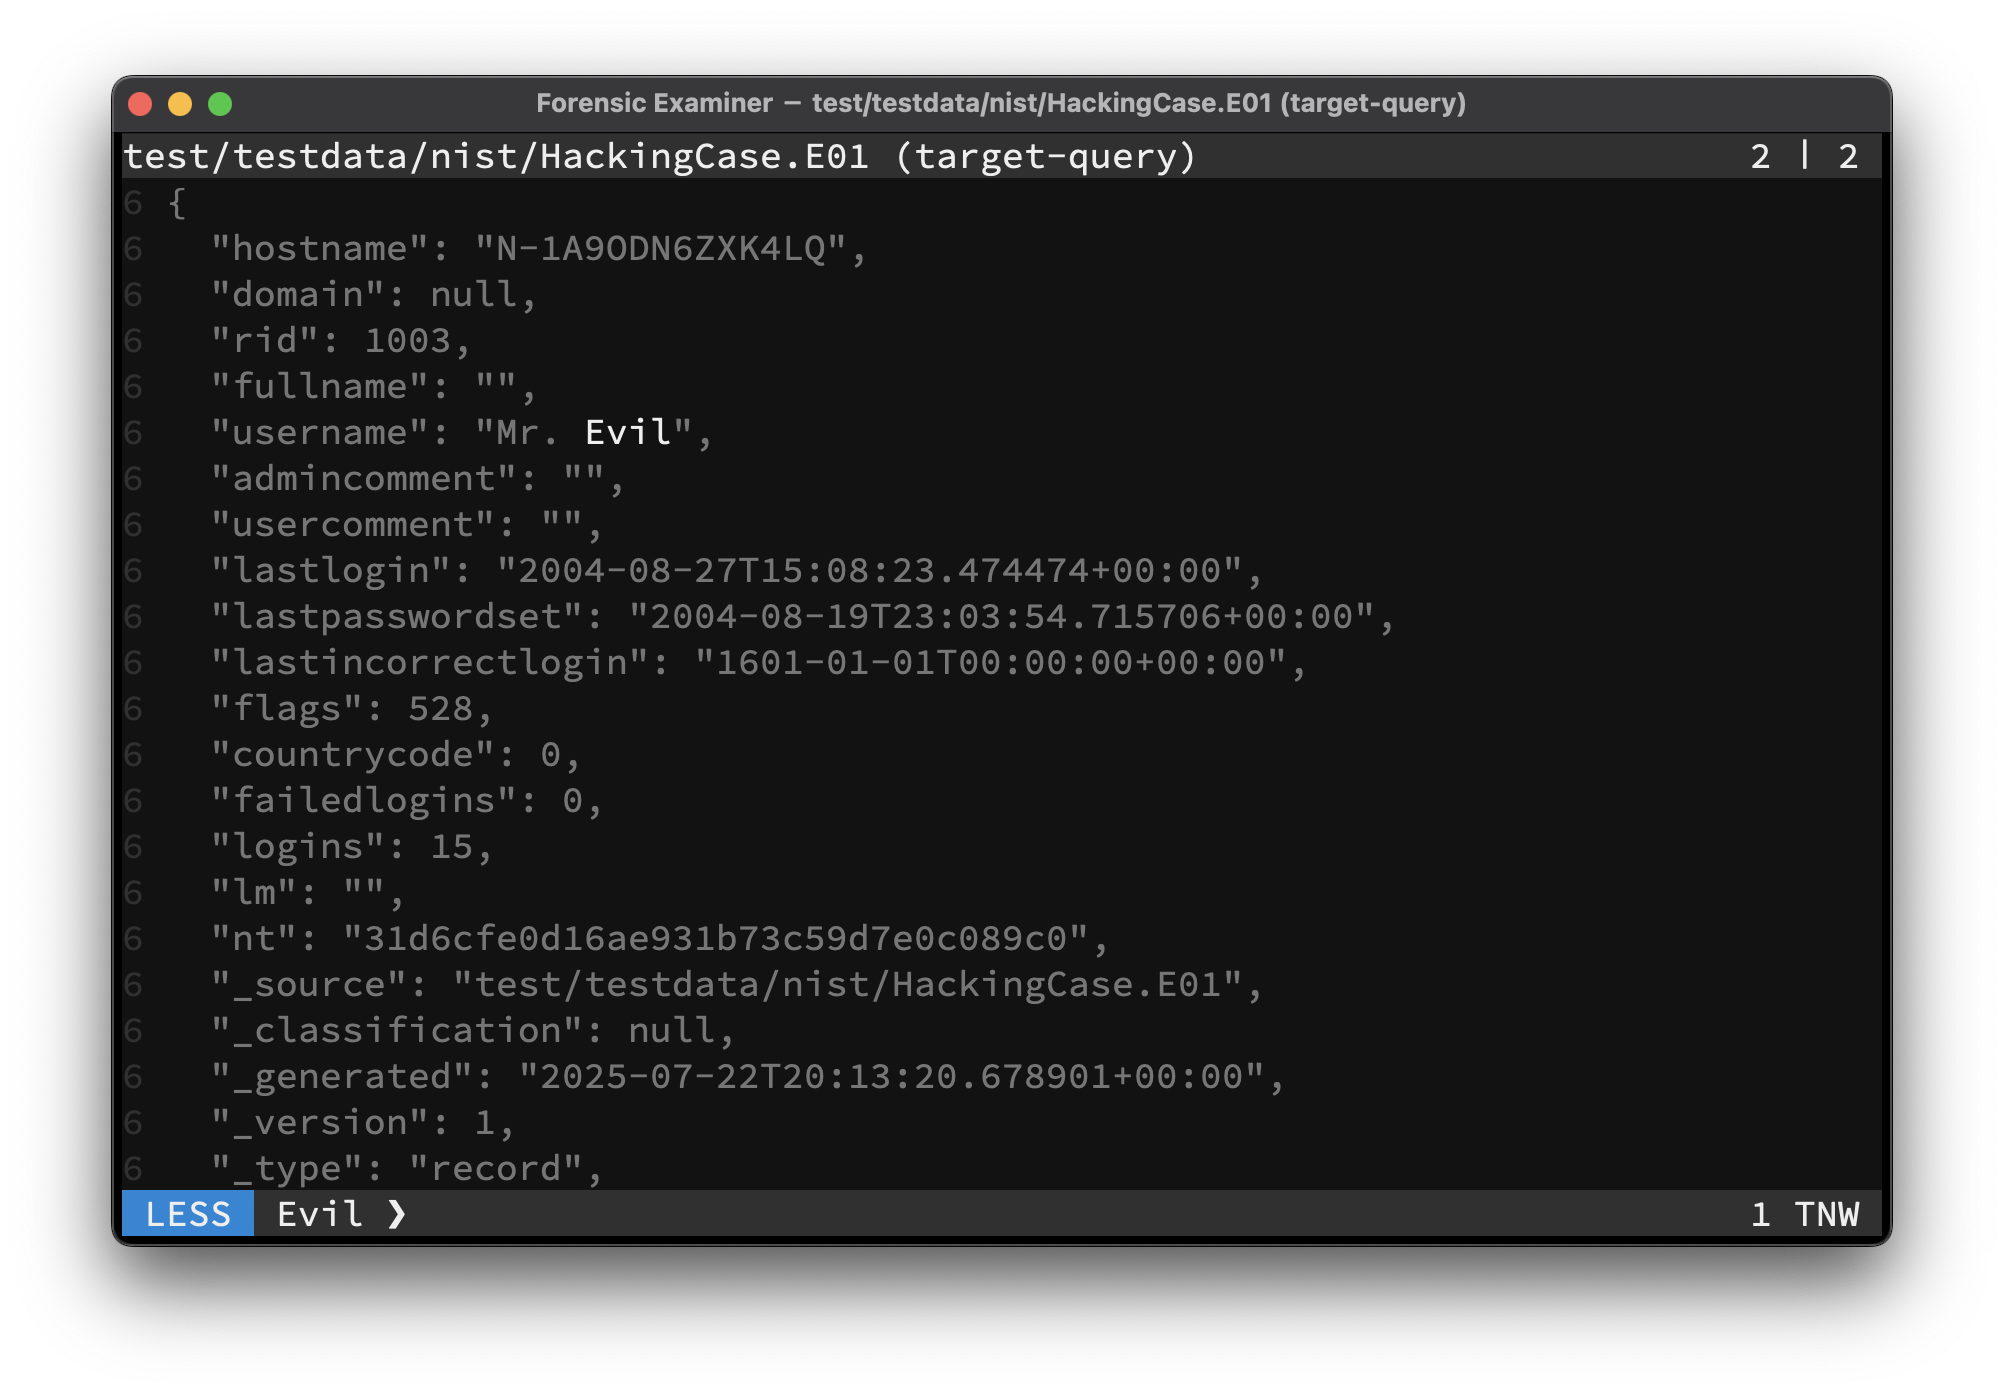 Forensic Examiner — test/testdata/nist/HackingCase.E01 (target-query)
test/testdata/nist/HackingCase.E01 (target-query) 2 | 2
6 {
6   "hostname": "N-1A9ODN6ZXK4LQ",
6   "domain": null,
6   "rid": 1003,
6   "fullname": "",
6   "username": "Mr. Evil",
6   "admincomment": "",
6   "usercomment": "",
6   "lastlogin": "2004-08-27T15:08:23.474474+00:00",
6   "lastpasswordset": "2004-08-19T23:03:54.715706+00:00",
6   "lastincorrectlogin": "1601-01-01T00:00:00+00:00",
6   "flags": 528,
6   "countrycode": 0,
6   "failedlogins": 0,
6   "logins": 15,
6   "lm": "",
6   "nt": "31d6cfe0d16ae931b73c59d7e0c089c0",
6   "_source": "test/testdata/nist/HackingCase.E01",
6   "_classification": null,
6   "_generated": "2025-07-22T20:13:20.678901+00:00",
6   "_version": 1,
6   "_type": "record",
LESS Evil ❯ 1 TNW